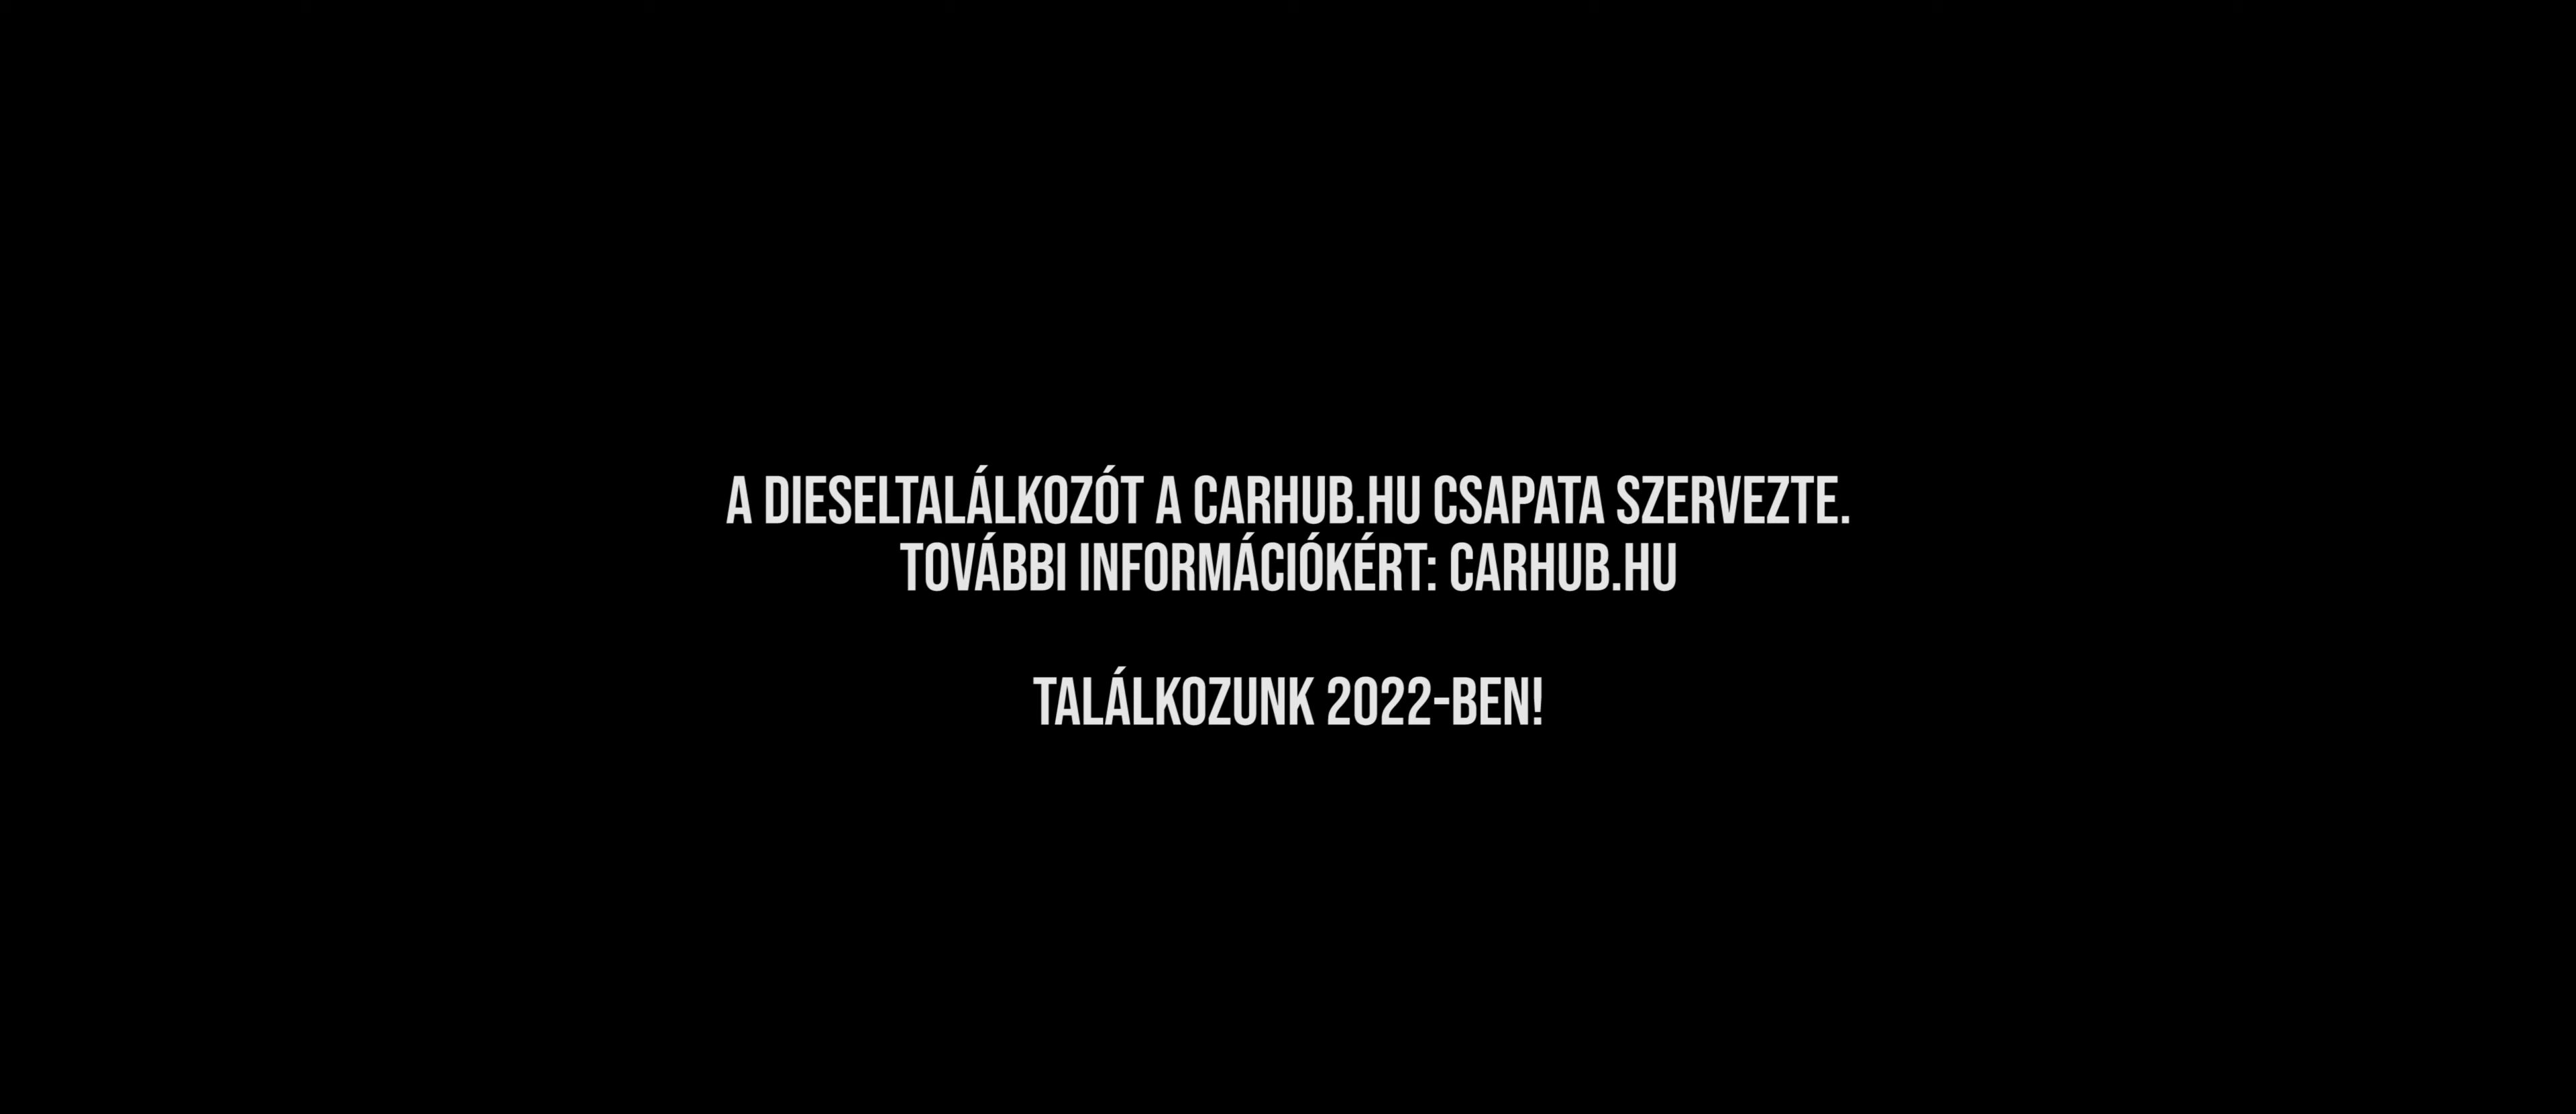 A DIESELTALÁLKOZÓT A CARHUB.HU CSAPATA SZERVEZTE.
TOVÁBBI INFORMÁCIÓKÉRT: CARHUB.HU
TALÁLKOZUNK 2022-BEN!